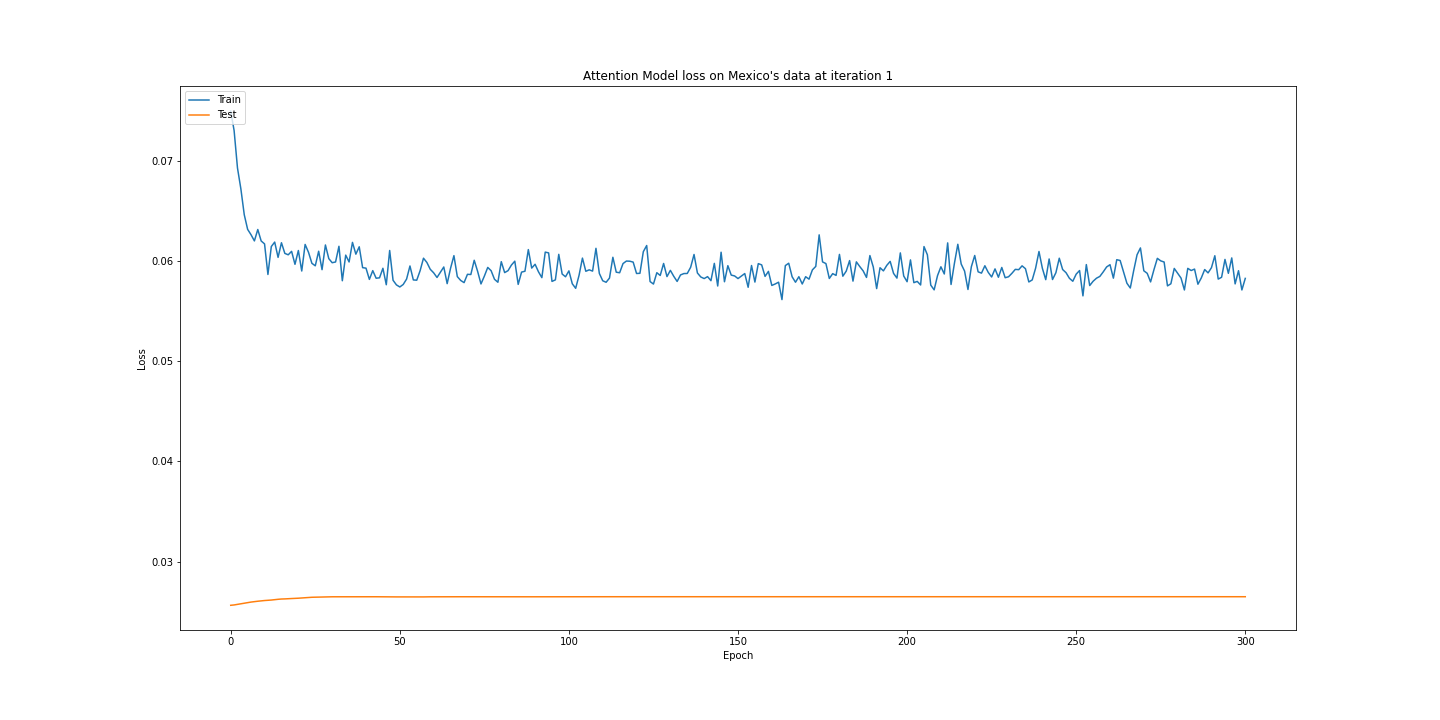 Attention Model loss on Mexico's data at iteration 1
Train
Test
0.07
0.06
0.05
0.04
0.03
Loss
0 50 100 150 200 250 300
Epoch